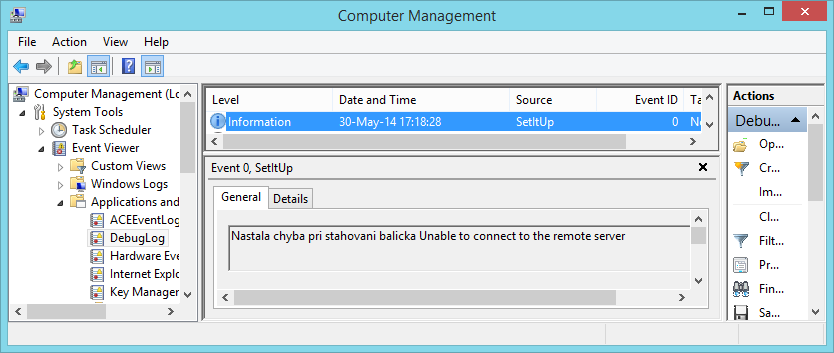 Computer Management
File Action View Help
Computer Management (Lo
System Tools
Task Scheduler
Event Viewer
Custom Views
Windows Logs
Applications and
ACEEventLog
DebugLog
Hardware Eve
Internet Explo
Key Manager
Level Date and Time Source Event ID Ta
Information 30-May-14 17:18:28 SetItUp 0 No
Event 0, SetItUp
General Details
Nastala chyba pri stahovani balicka Unable to connect to the remote server
Actions
Debu...
Op...
Cr...
Im...
Cl...
Filt...
Pr...
Fin...
Sa...